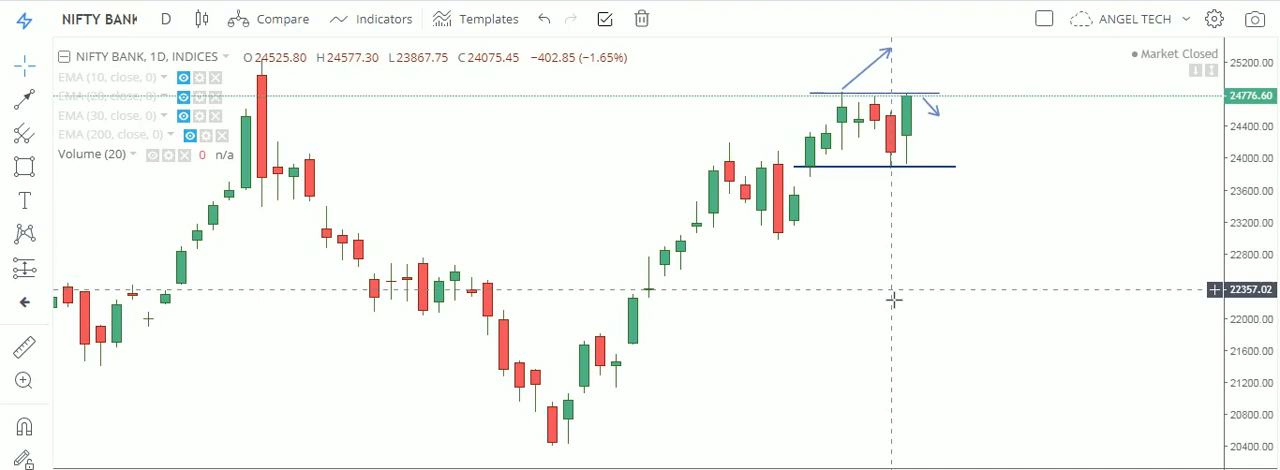 NIFTY BANK D Compare Indicators Templates ANGEL TECH
NIFTY BANK, 1D, INDICES O 24525.80 H 24577.30 L 23867.75 C 24075.45 −402.85 (−1.65%)
Market Closed
EMA (10, close, 0)
EMA (20, close, 0)
EMA (30, close, 0)
EMA (200, close, 0)
Volume (20) 0 n/a
25200.00
24776.60
24400.00
24000.00
23600.00
23200.00
22800.00
22357.02
22000.00
21600.00
21200.00
20800.00
20400.00
T